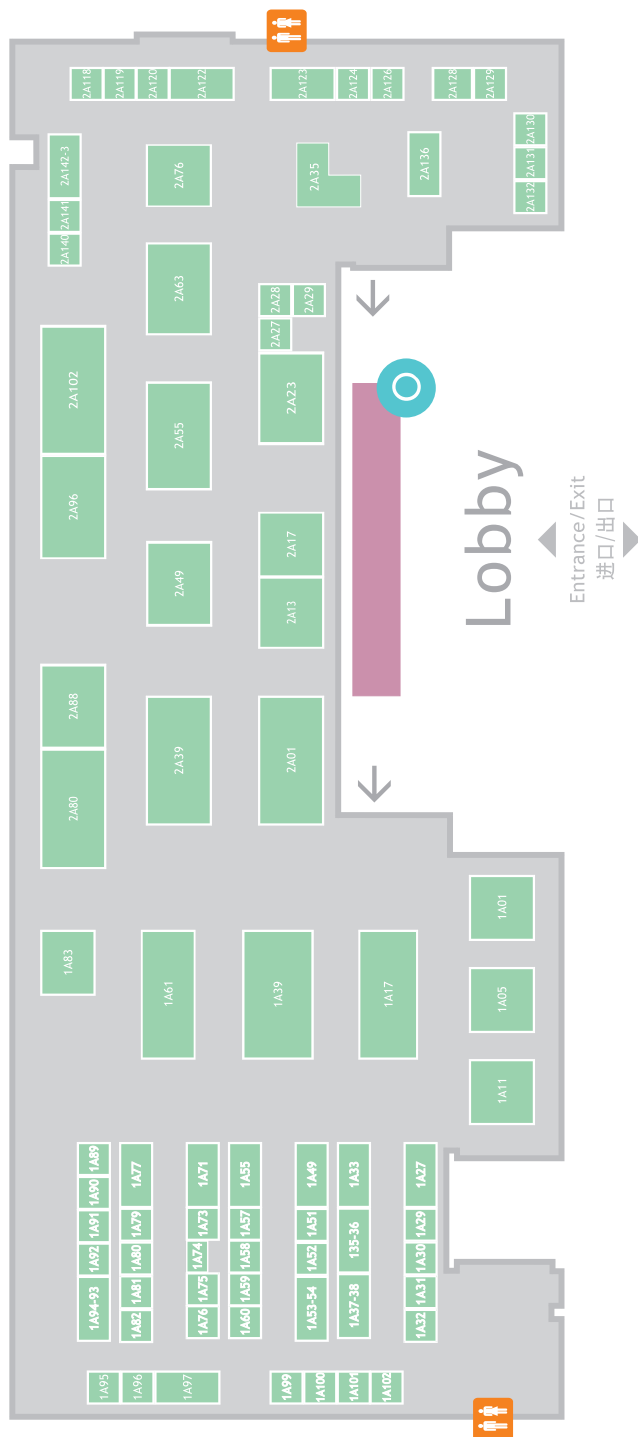 2A118
2A119
2A120
2A122
2A123
2A124
2A126
2A128
2A129
2A130
2A131
2A132
2A142-3
2A141
2A140
2A76
2A35
2A136
2A63
2A28
2A29
2A27
2A23
2A102
2A55
2A96
2A17
2A49
2A13
2A88
2A39
2A01
2A80
Lobby
Entrance/Exit
进口/出口
1A01
1A83
1A61
1A39
1A17
1A05
1A11
1A89
1A90
1A91
1A92
1A94-93
1A77
1A79
1A80
1A81
1A82
1A71
1A73
1A74
1A75
1A76
1A55
1A57
1A58
1A59
1A60
1A49
1A51
1A52
1A53-54
1A33
135-36
1A37-38
1A27
1A29
1A30
1A31
1A32
1A95
1A96
1A97
1A99
1A100
1A101
1A102